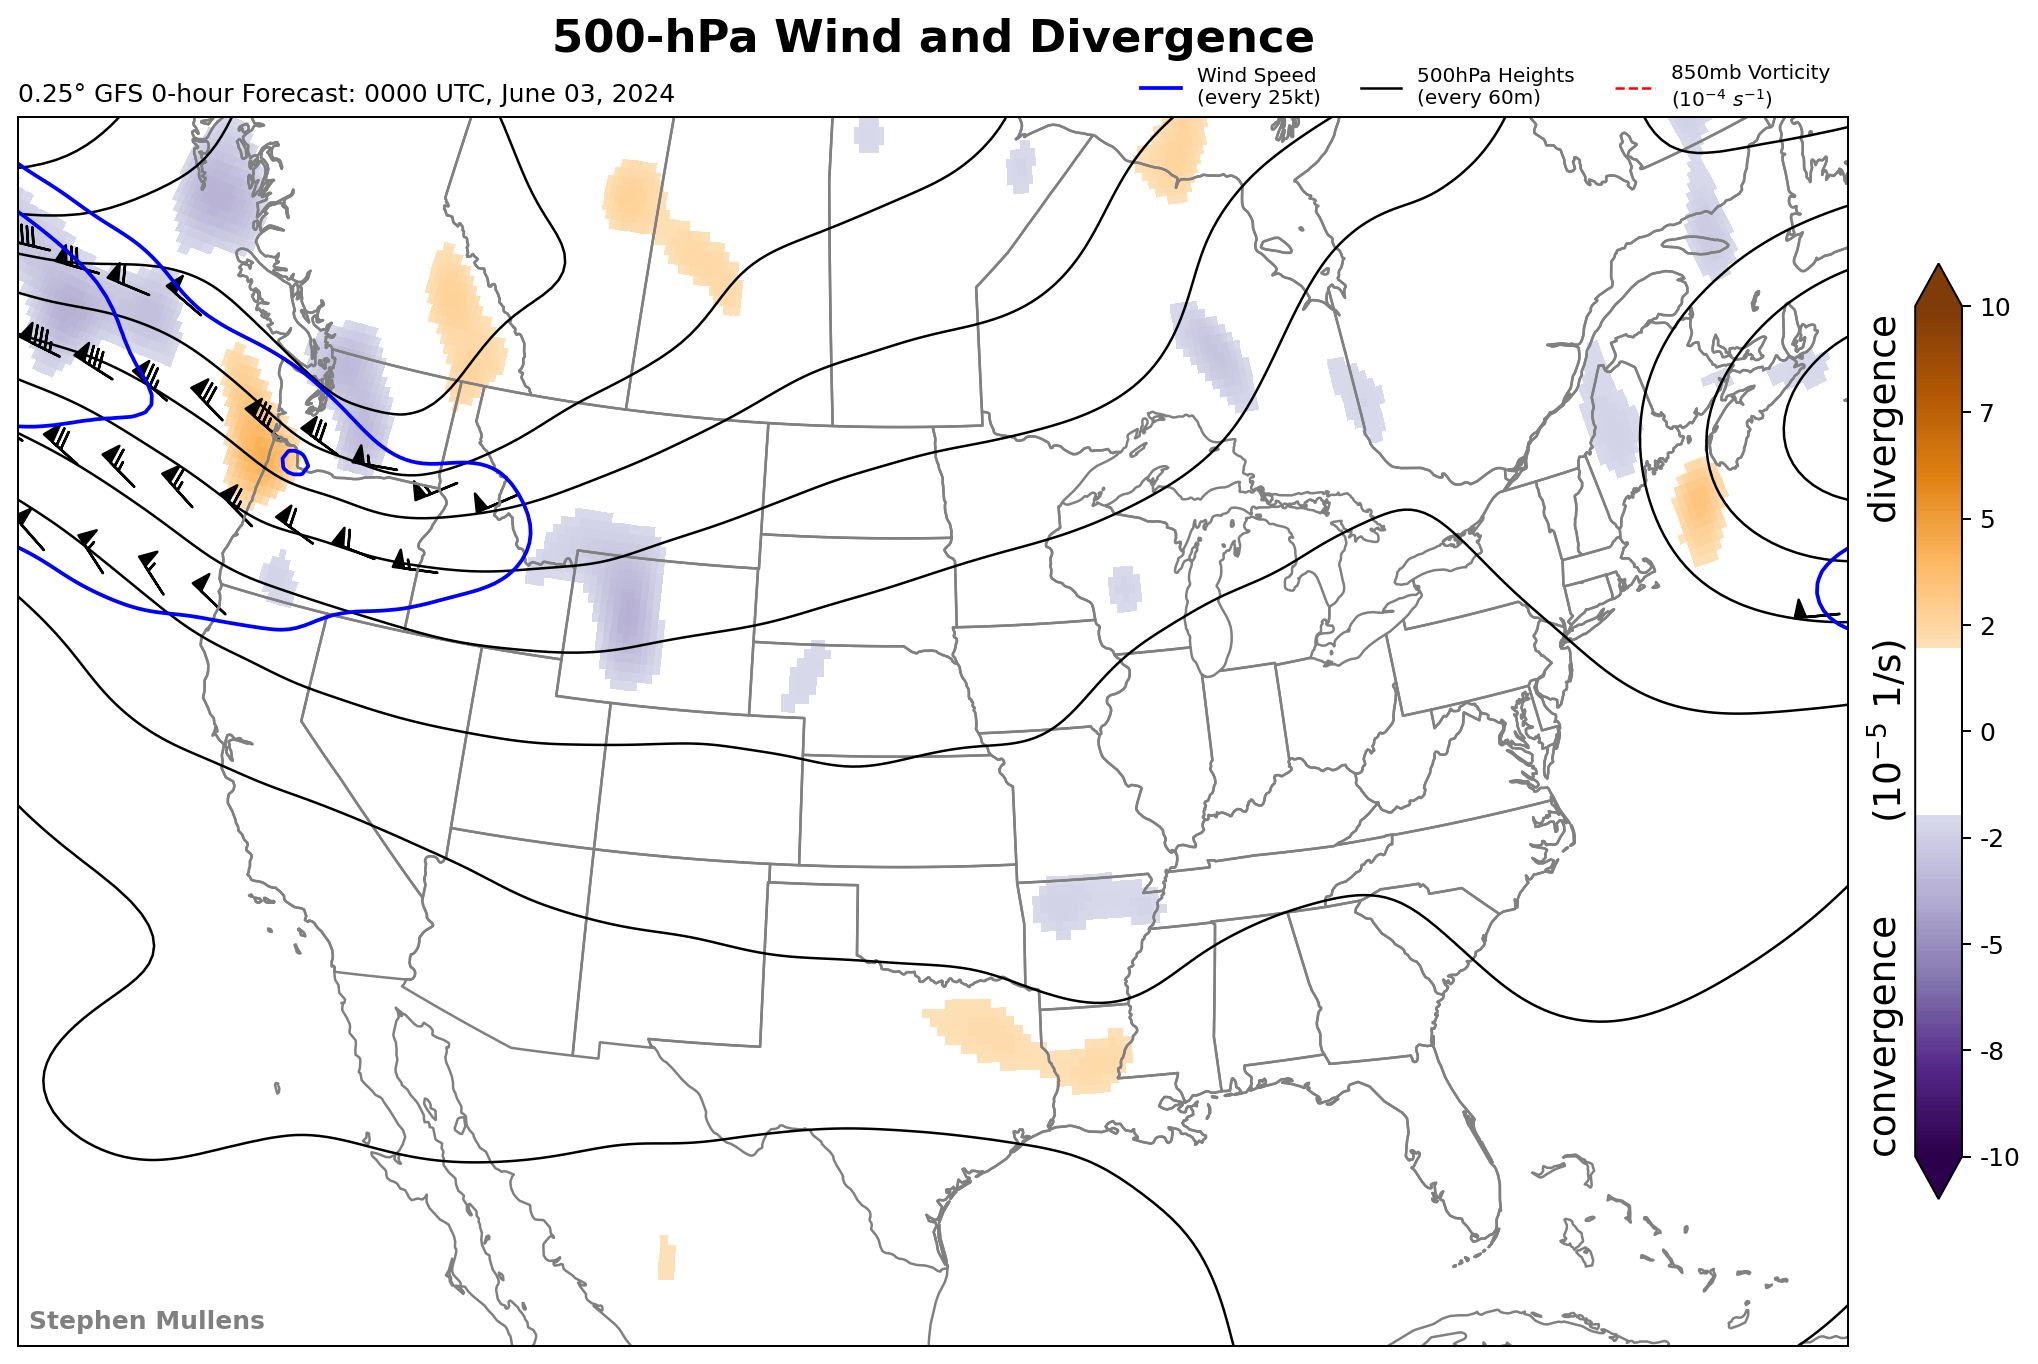 500-hPa Wind and Divergence
0.25° GFS 0-hour Forecast: 0000 UTC, June 03, 2024
Wind Speed
(every 25kt)
500hPa Heights
(every 60m)
850mb Vorticity
(10⁻⁴ s⁻¹)
10
7
5
2
0
-2
-5
-8
-10
convergence (10⁻⁵ 1/s) divergence
Stephen Mullens